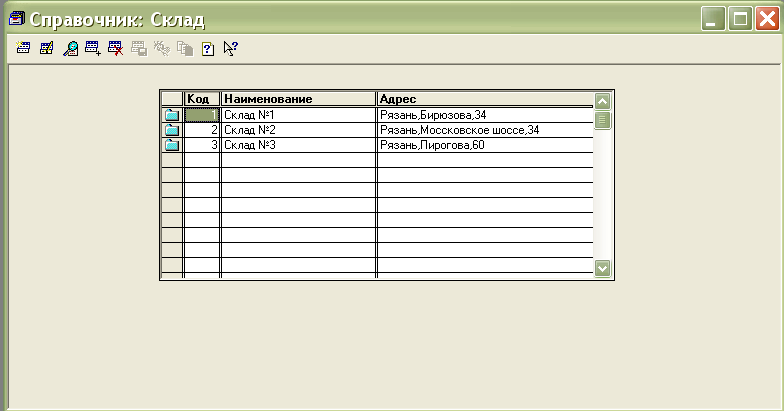 Справочник: Склад
Код Наименование Адрес
1 Склад №1 Рязань,Бирюзова,34
2 Склад №2 Рязань,Моссковское шоссе,34
3 Склад №3 Рязань,Пирогова,60